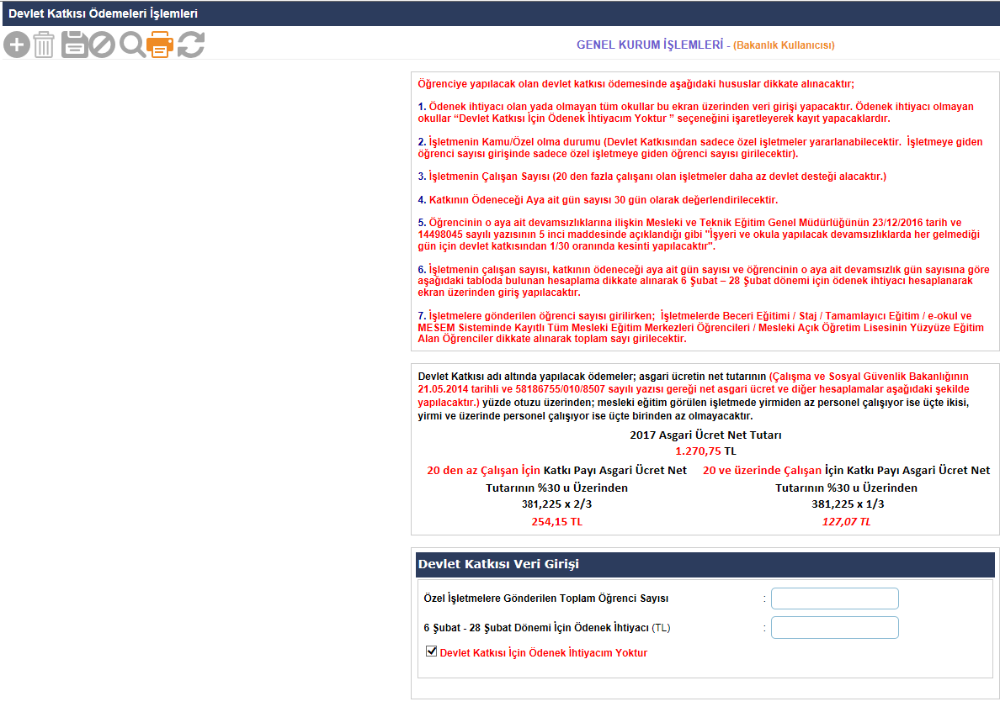 Devlet Katkısı Ödemeleri İşlemleri
GENEL KURUM İŞLEMLERİ - (Bakanlık Kullanıcısı)
Öğrenciye yapılacak olan devlet katkısı ödemesinde aşağıdaki hususlar dikkate alınacaktır;
1. Ödenek ihtiyacı olan yada olmayan tüm okullar bu ekran üzerinden veri girişi yapacaktır. Ödenek ihtiyacı olmayan
okullar “Devlet Katkısı İçin Ödenek İhtiyacım Yoktur ” seçeneğini işaretleyerek kayıt yapacaklardır.
2. İşletmenin Kamu/Özel olma durumu (Devlet Katkısından sadece özel işletmeler yararlanabilecektir. İşletmeye giden
öğrenci sayısı girişinde sadece özel işletmeye giden öğrenci sayısı girilecektir).
3. İşletmenin Çalışan Sayısı (20 den fazla çalışanı olan işletmeler daha az devlet desteği alacaktır.)
4. Katkının Ödeneceği Aya ait gün sayısı 30 gün olarak değerlendirilecektir.
5. Öğrencinin o aya ait devamsızlıklarına ilişkin Mesleki ve Teknik Eğitim Genel Müdürlüğünün 23/12/2016 tarih ve
14498045 sayılı yazısının 5 inci maddesinde açıklandığı gibi "İşyeri ve okula yapılacak devamsızlıklarda her gelmediği
gün için devlet katkısından 1/30 oranında kesinti yapılacaktır".
6. İşletmenin çalışan sayısı, katkının ödeneceği aya ait gün sayısı ve öğrencinin o aya ait devamsızlık gün sayısına göre
aşağıdaki tabloda bulunan hesaplama dikkate alınarak 6 Şubat – 28 Şubat dönemi için ödenek ihtiyacı hesaplanarak
ekran üzerinden giriş yapılacaktır.
7. İşletmelere gönderilen öğrenci sayısı girilirken; İşletmelerde Beceri Eğitimi / Staj / Tamamlayıcı Eğitim / e-okul ve
MESEM Sisteminde Kayıtlı Tüm Mesleki Eğitim Merkezleri Öğrencileri / Mesleki Açık Öğretim Lisesinin Yüzyüze Eğitim
Alan Öğrenciler dikkate alınarak toplam sayı girilecektir.
Devlet Katkısı adı altında yapılacak ödemeler; asgari ücretin net tutarının (Çalışma ve Sosyal Güvenlik Bakanlığının
21.05.2014 tarihli ve 58186755/010/8507 sayılı yazısı gereği net asgari ücret ve diğer hesaplamalar aşağıdaki şekilde
yapılacaktır.) yüzde otuzu üzerinden; mesleki eğitim görülen işletmede yirmiden az personel çalışıyor ise üçte ikisi,
yirmi ve üzerinde personel çalışıyor ise üçte birinden az olmayacaktır.
2017 Asgari Ücret Net Tutarı
1.270,75 TL
20 den az Çalışan İçin Katkı Payı Asgari Ücret Net
Tutarının %30 u Üzerinden
381,225 x 2/3
254,15 TL
20 ve üzerinde Çalışan İçin Katkı Payı Asgari Ücret Net
Tutarının %30 u Üzerinden
381,225 x 1/3
127,07 TL
Devlet Katkısı Veri Girişi
Özel İşletmelere Gönderilen Toplam Öğrenci Sayısı :
6 Şubat - 28 Şubat Dönemi İçin Ödenek İhtiyacı (TL) :
Devlet Katkısı İçin Ödenek İhtiyacım Yoktur